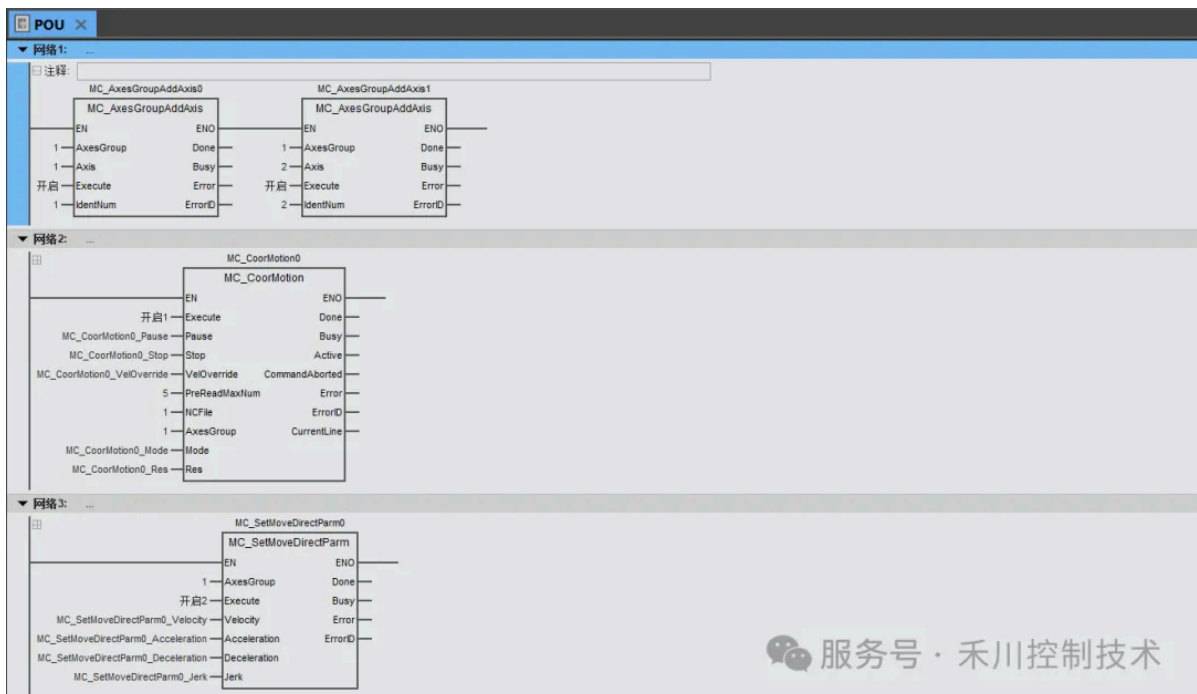 POU ×
网络1: ...
注释:
MC_AxesGroupAddAxis0 MC_AxesGroupAddAxis1
MC_AxesGroupAddAxis MC_AxesGroupAddAxis
EN ENO EN ENO
1 AxesGroup Done 1 AxesGroup Done
1 Axis Busy 2 Axis Busy
开启 Execute Error 开启 Execute Error
1 IdentNum ErrorID 2 IdentNum ErrorID
网络2: ...
MC_CoorMotion0
MC_CoorMotion
EN ENO
开启1 Execute Done
MC_CoorMotion0_Pause Pause Busy
MC_CoorMotion0_Stop Stop Active
MC_CoorMotion0_VelOverride VelOverride CommandAborted
5 PreReadMaxNum Error
1 NCFile ErrorID
1 AxesGroup CurrentLine
MC_CoorMotion0_Mode Mode
MC_CoorMotion0_Res Res
网络3: ...
MC_SetMoveDirectParm0
MC_SetMoveDirectParm
EN ENO
1 AxesGroup Done
开启2 Execute Busy
MC_SetMoveDirectParm0_Velocity Velocity Error
MC_SetMoveDirectParm0_Acceleration Acceleration ErrorID
MC_SetMoveDirectParm0_Deceleration Deceleration
MC_SetMoveDirectParm0_Jerk Jerk
服务号 · 禾川控制技术